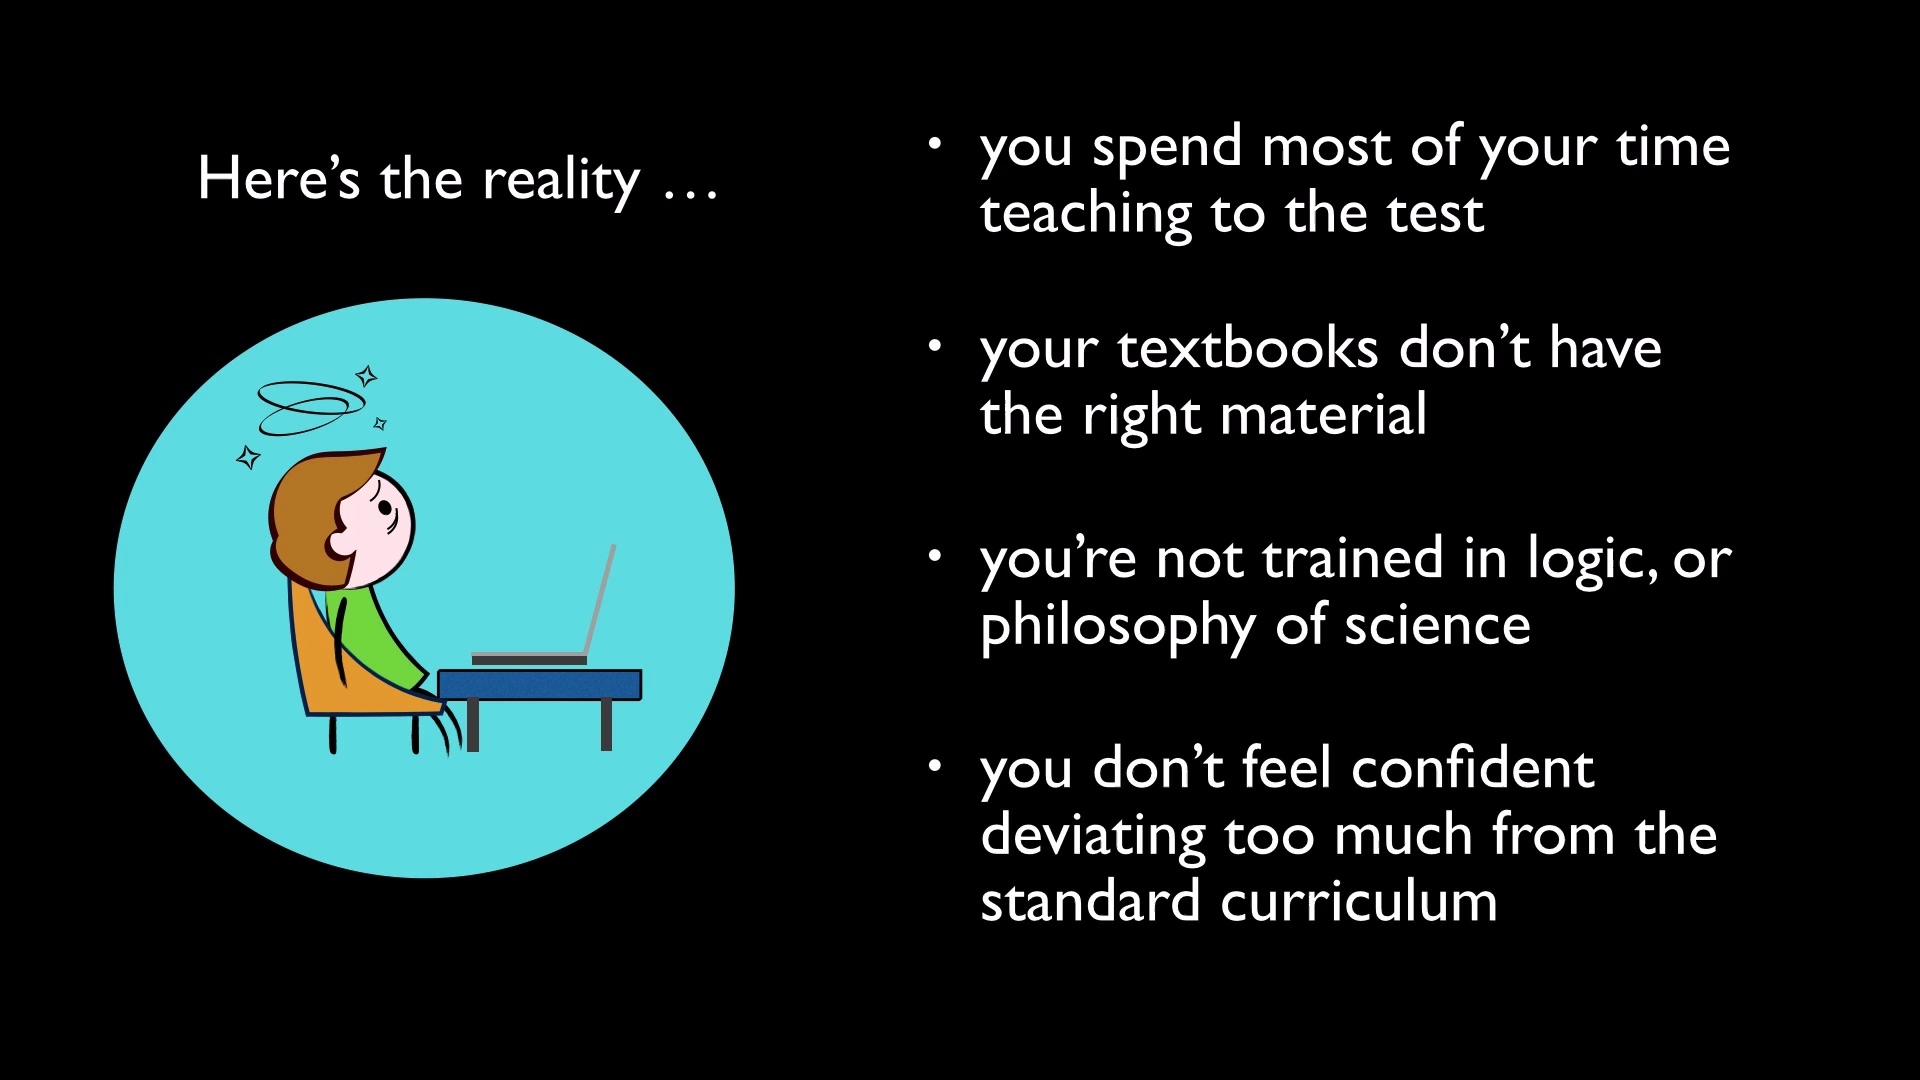 Here’s the reality …
• you spend most of your time
teaching to the test
• your textbooks don’t have
the right material
• you’re not trained in logic, or
philosophy of science
• you don’t feel confident
deviating too much from the
standard curriculum